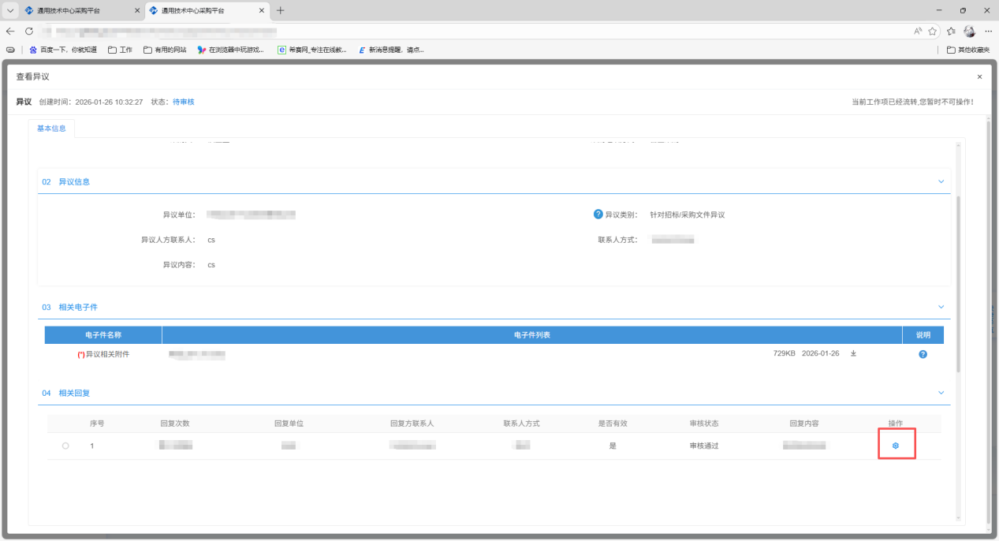 通用技术中心采购平台
通用技术中心采购平台
百度一下，你就知道 工作 有用的网站 在浏览器中玩游戏... 希赛网_专注在线教... 新消息提醒，请点... 其他收藏夹
查看异议
异议 创建时间：2026-01-26 10:32:27 状态：待审核 当前工作项已经流转,您暂时不可操作！
基本信息
02 异议信息
异议单位： 异议类别： 针对招标/采购文件异议
异议人方联系人： cs 联系人方式：
异议内容： cs
03 相关电子件
电子件名称 电子件列表 说明
(*)异议相关附件 729KB 2026-01-26
04 相关回复
序号 回复次数 回复单位 回复方联系人 联系人方式 是否有效 审核状态 回复内容 操作
1 是 审核通过